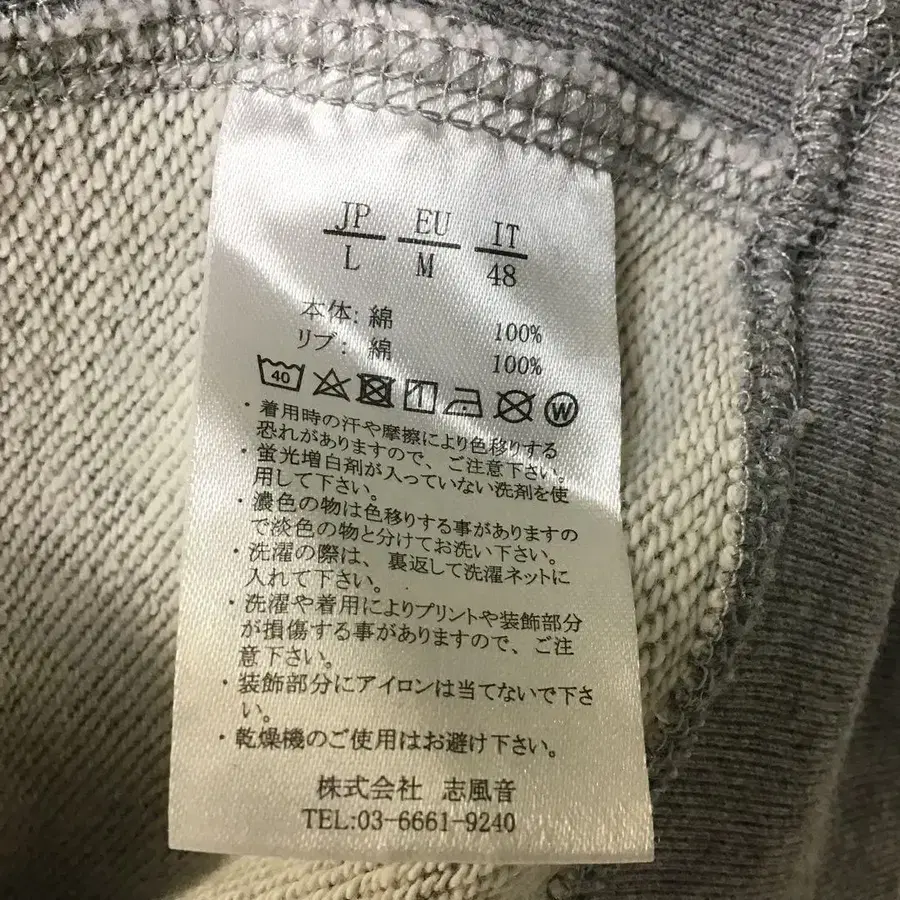 JP EU IT
L M 48
本体: 綿 100%
リブ: 綿 100%
40 W
・着用時の汗や摩擦により色移りする
恐れがありますので、ご注意下さい。
・蛍光増白剤が入っていない洗剤を使
用して下さい。
・濃色の物は色移りする事がありますの
で淡色の物と分けてお洗い下さい。
・洗濯の際は、裏返して洗濯ネットに
入れて下さい。
・洗濯や着用によりプリントや装飾部分
が損傷する事がありますので、ご注
意下さい。
・装飾部分にアイロンは当てないで下さ
い。
・乾燥機のご使用はお避け下さい。
株式会社 志風音
TEL:03-6661-9240